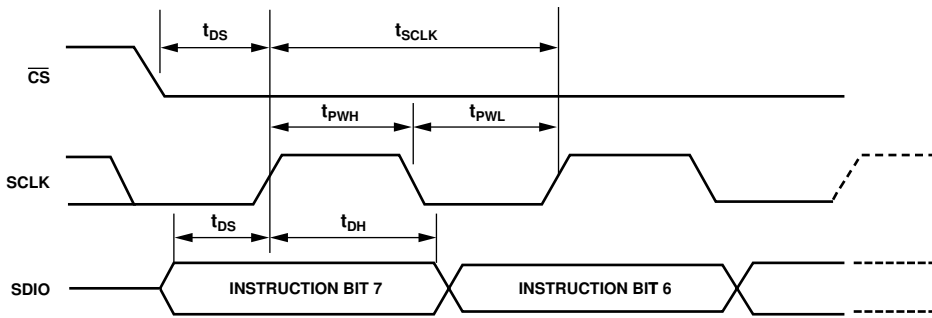 tDS
tSCLK
CS
tPWH
tPWL
SCLK
tDS
tDH
SDIO
INSTRUCTION BIT 7
INSTRUCTION BIT 6